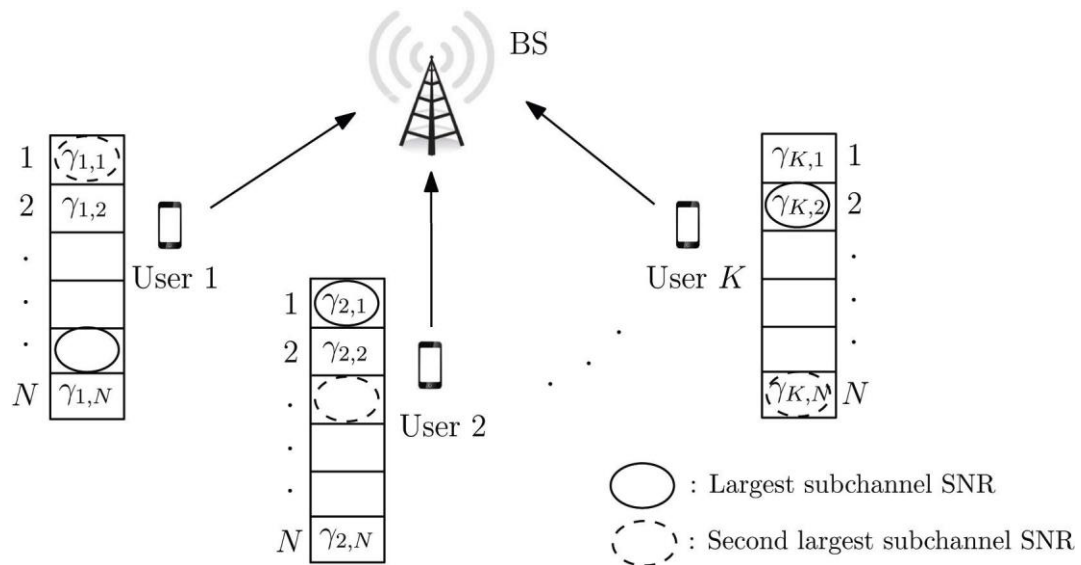 BS
1
γ1,1
2
γ1,2
.
.
.
N
γ1,N
User 1
1
γ2,1
2
γ2,2
.
.
.
N
γ2,N
User 2
. . .
User K
γK,1
1
γK,2
2
.
.
.
γK,N
N
: Largest subchannel SNR
: Second largest subchannel SNR